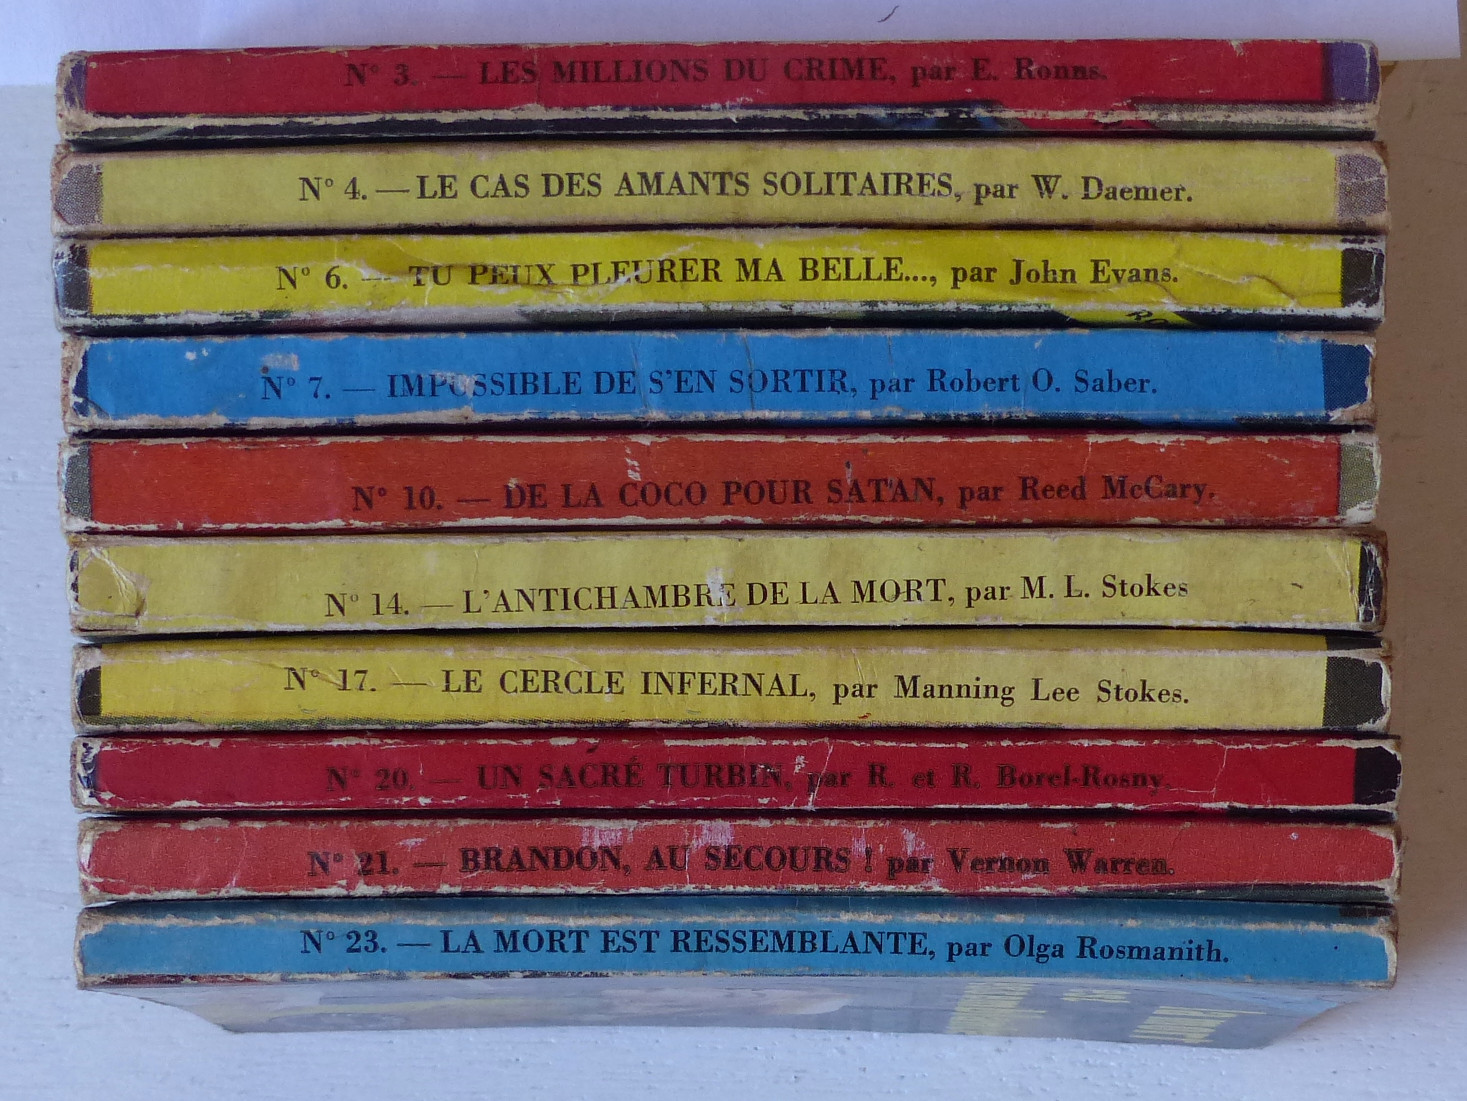 N° 3. — LES MILLIONS DU CRIME, par E. Ronns.
N° 4. — LE CAS DES AMANTS SOLITAIRES, par W. Daemer.
N° 6. — TU PEUX PLEURER MA BELLE..., par John Evans.
N° 7. — IMPOSSIBLE DE S'EN SORTIR, par Robert O. Saber.
N° 10. — DE LA COCO POUR SATAN, par Reed McCary.
N° 14. — L'ANTICHAMBRE DE LA MORT, par M. L. Stokes
N° 17. — LE CERCLE INFERNAL, par Manning Lee Stokes.
N° 20. — UN SACRÉ TURBIN, par R. et R. Borel-Rosny.
N° 21. — BRANDON, AU SECOURS ! par Vernon Warren.
N° 23. — LA MORT EST RESSEMBLANTE, par Olga Rosmanith.